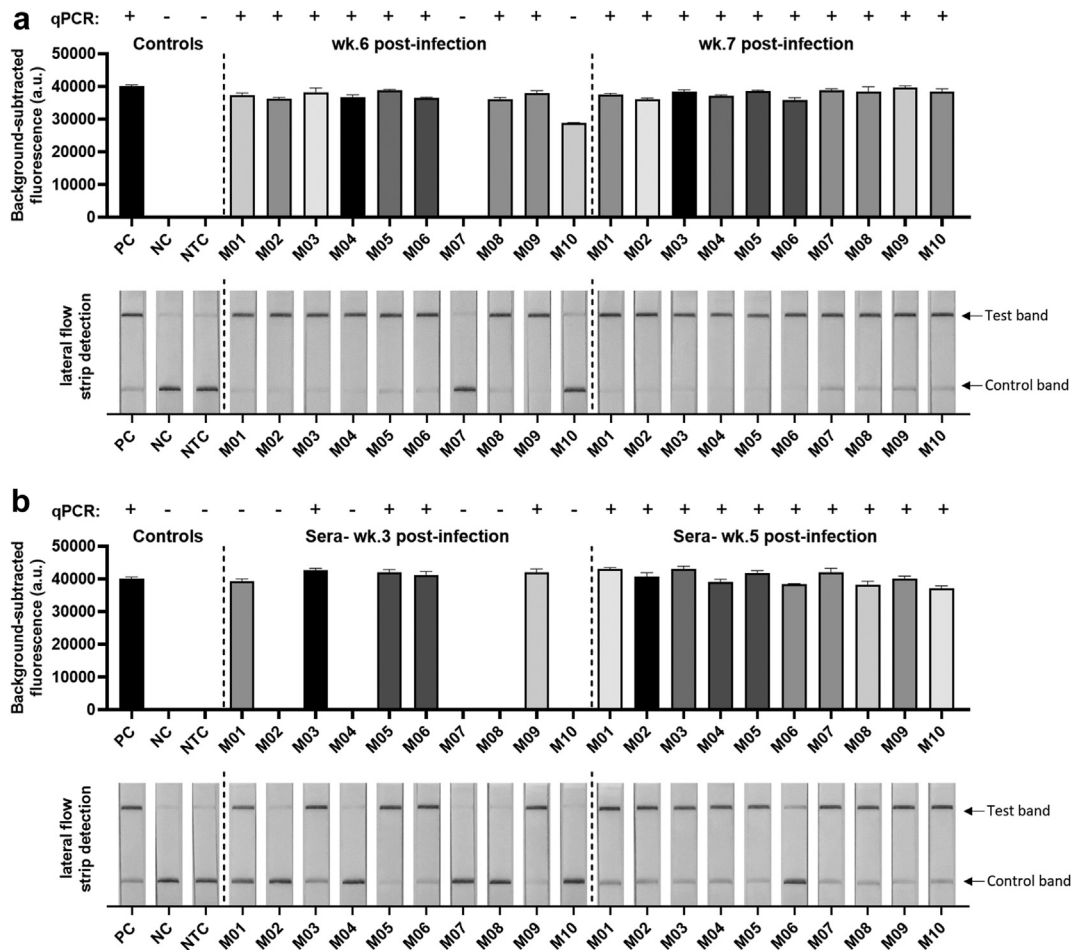 a
qPCR: + - - + + + + + + - + + - + + + + + + + + + +
Controls wk.6 post-infection wk.7 post-infection
Background-subtracted
fluorescence (a.u.)
50000
40000
30000
20000
10000
0
PC NC NTC M01 M02 M03 M04 M05 M06 M07 M08 M09 M10 M01 M02 M03 M04 M05 M06 M07 M08 M09 M10
lateral flow
strip detection
Test band
Control band
PC NC NTC M01 M02 M03 M04 M05 M06 M07 M08 M09 M10 M01 M02 M03 M04 M05 M06 M07 M08 M09 M10
b
qPCR: + - - - - + - + + - - + - + + + + + + + + + +
Controls Sera- wk.3 post-infection Sera- wk.5 post-infection
Background-subtracted
fluorescence (a.u.)
50000
40000
30000
20000
10000
0
PC NC NTC M01 M02 M03 M04 M05 M06 M07 M08 M09 M10 M01 M02 M03 M04 M05 M06 M07 M08 M09 M10
lateral flow
strip detection
Test band
Control band
PC NC NTC M01 M02 M03 M04 M05 M06 M07 M08 M09 M10 M01 M02 M03 M04 M05 M06 M07 M08 M09 M10